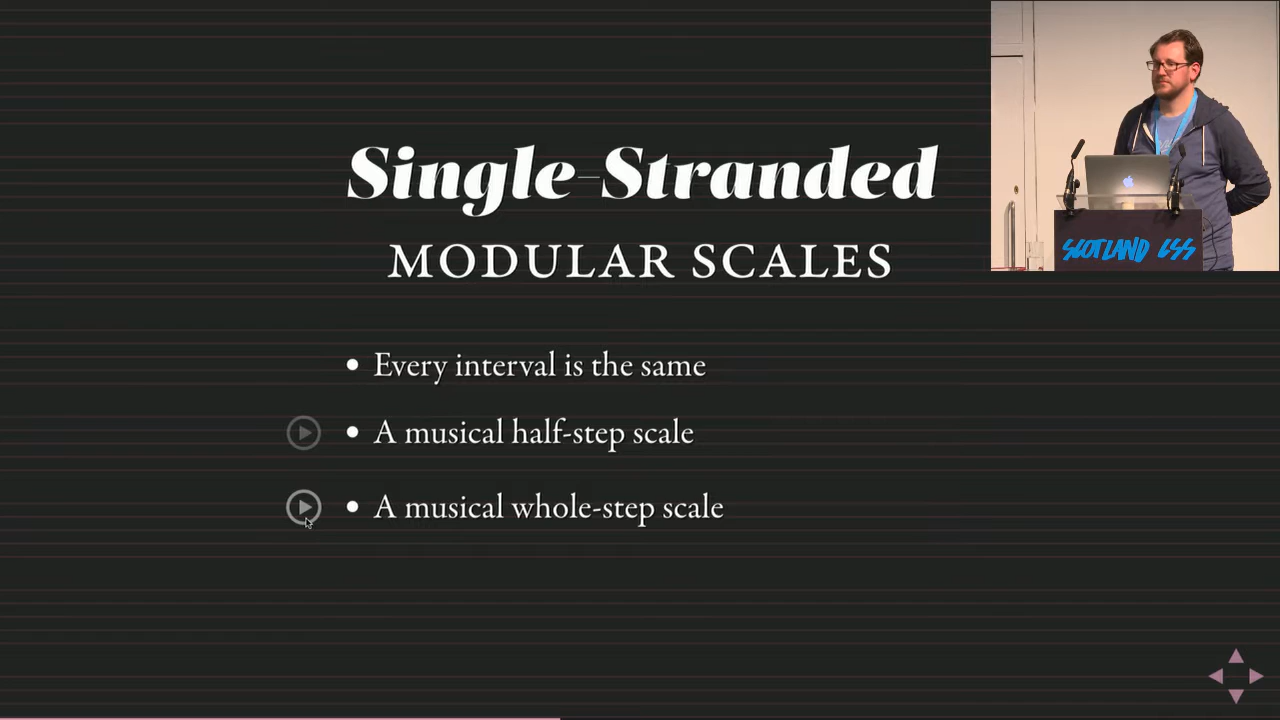 Single–Stranded
MODULAR SCALES
• Every interval is the same
• A musical half-step scale
• A musical whole-step scale
SCOTLAND CSS